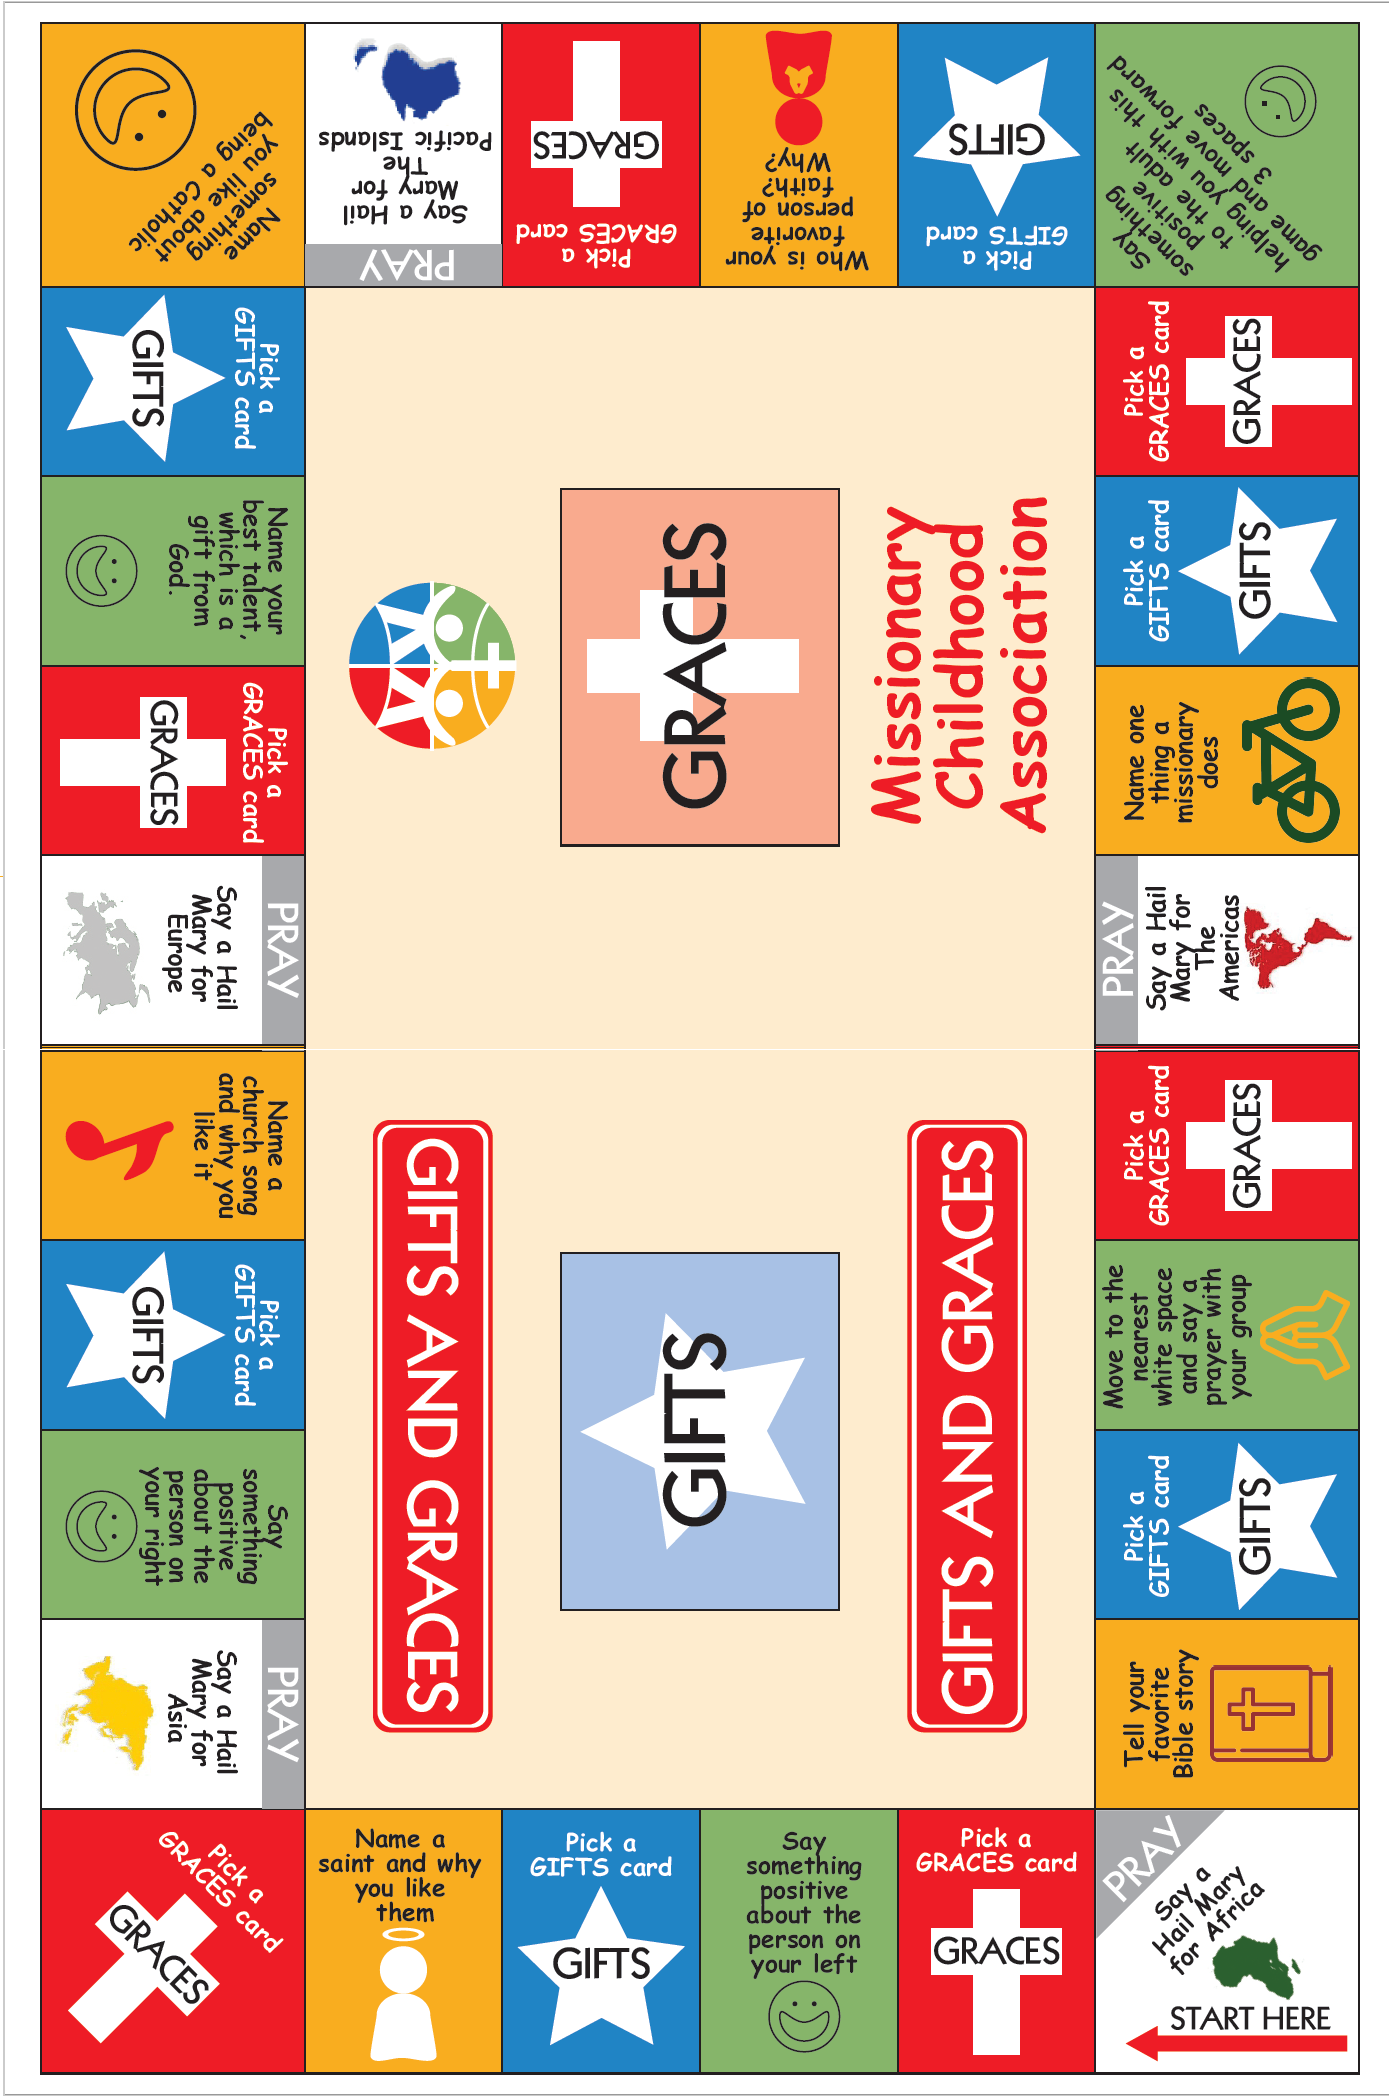 PRAY
Say a
Hail Mary
for Africa
START HERE
Pick a
GRACES card
GRACES
Say
something
positive
about the
person on
your left
Pick a
GIFTS card
GIFTS
Name a
saint and why
you like
them
Pick a
GRACES card
GRACES
PRAY
Say a Hail
Mary for
Asia
Say
something
positive
about the
person on
your right
Pick a
GIFTS card
GIFTS
Name a
church song
and why you
like it
PRAY
Say a Hail
Mary for
Europe
Pick a
GRACES card
GRACES
Name your
best talent,
which is a
gift from
God.
Pick a
GIFTS card
GIFTS
Name
something
you like about
being a Catholic
PRAY
Say a Hail
Mary for
The
Pacific Islands
Pick a
GRACES card
GRACES
Who is your
favorite
person of
faith?
Why?
Pick a
GIFTS card
GIFTS
Say
something
positive
to the adult
helping you with this
game and move forward
3 spaces
Pick a
GRACES card
GRACES
Pick a
GIFTS card
GIFTS
Name one
thing a
missionary
does
PRAY
Say a Hail
Mary for
The
Americas
Pick a
GRACES card
GRACES
Move to the
nearest
white space
and say a
prayer with
your group
Pick a
GIFTS card
GIFTS
Tell your
favorite
Bible story
GIFTS AND GRACES
GIFTS AND GRACES
GRACES
GIFTS
Missionary
Childhood
Association